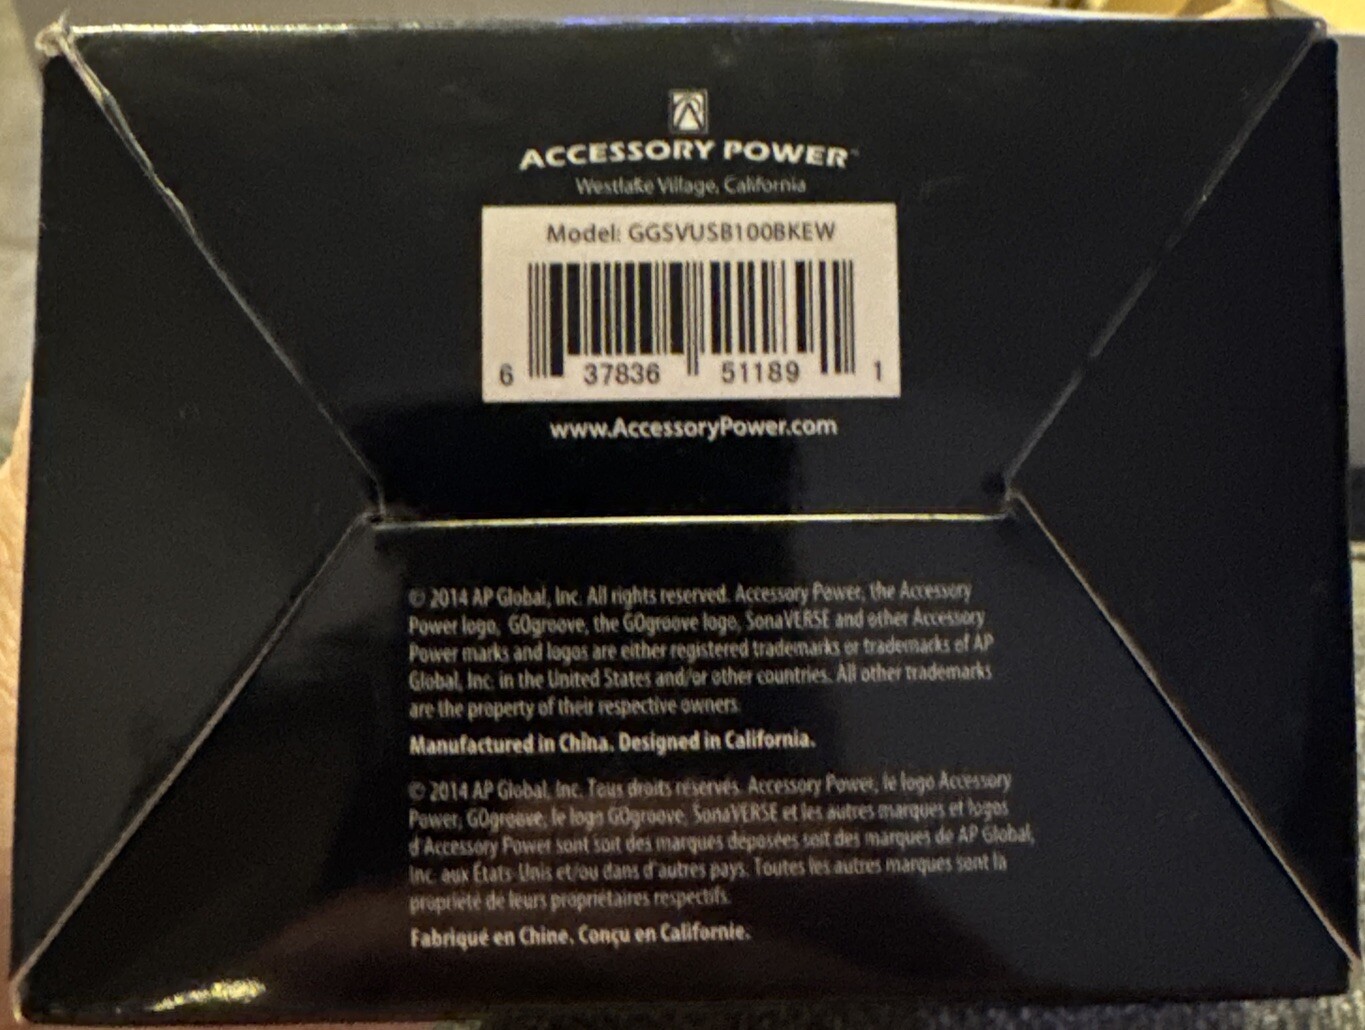 ACCESSORY POWER™
Westlake Village, California
Model: GGSVUSB100BKEW
6 37836 51189 1
www.AccessoryPower.com
© 2014 AP Global, Inc. All rights reserved. Accessory Power, the Accessory
Power logo, GOgroove, the GOgroove logo, SonaVERSE and other Accessory
Power marks and logos are either registered trademarks or trademarks of AP
Global, Inc. in the United States and/or other countries. All other trademarks
are the property of their respective owners.
Manufactured in China. Designed in California.
© 2014 AP Global, Inc. Tous droits réservés. Accessory Power, le logo Accessory
Power, GOgroove, le logo GOgroove, SonaVERSE et les autres marques et logos
d'Accessory Power sont soit des marques déposées soit des marques de AP Global,
Inc. aux États-Unis et/ou dans d'autres pays. Toutes les autres marques sont la
propriété de leurs propriétaires respectifs.
Fabriqué en Chine. Conçu en Californie.